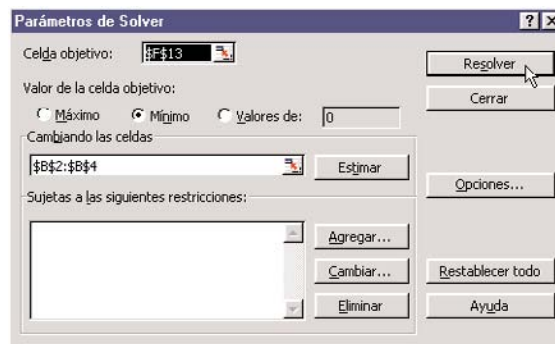 Parámetros de Solver
Celda objetivo: $F$13
Resolver
Valor de la celda objetivo:
Cerrar
Máximo Mínimo Valores de: 0
Cambiando las celdas
$B$2:$B$4 Estimar
Opciones...
Sujetas a las siguientes restricciones:
Agregar...
Cambiar... Restablecer todo
Eliminar Ayuda